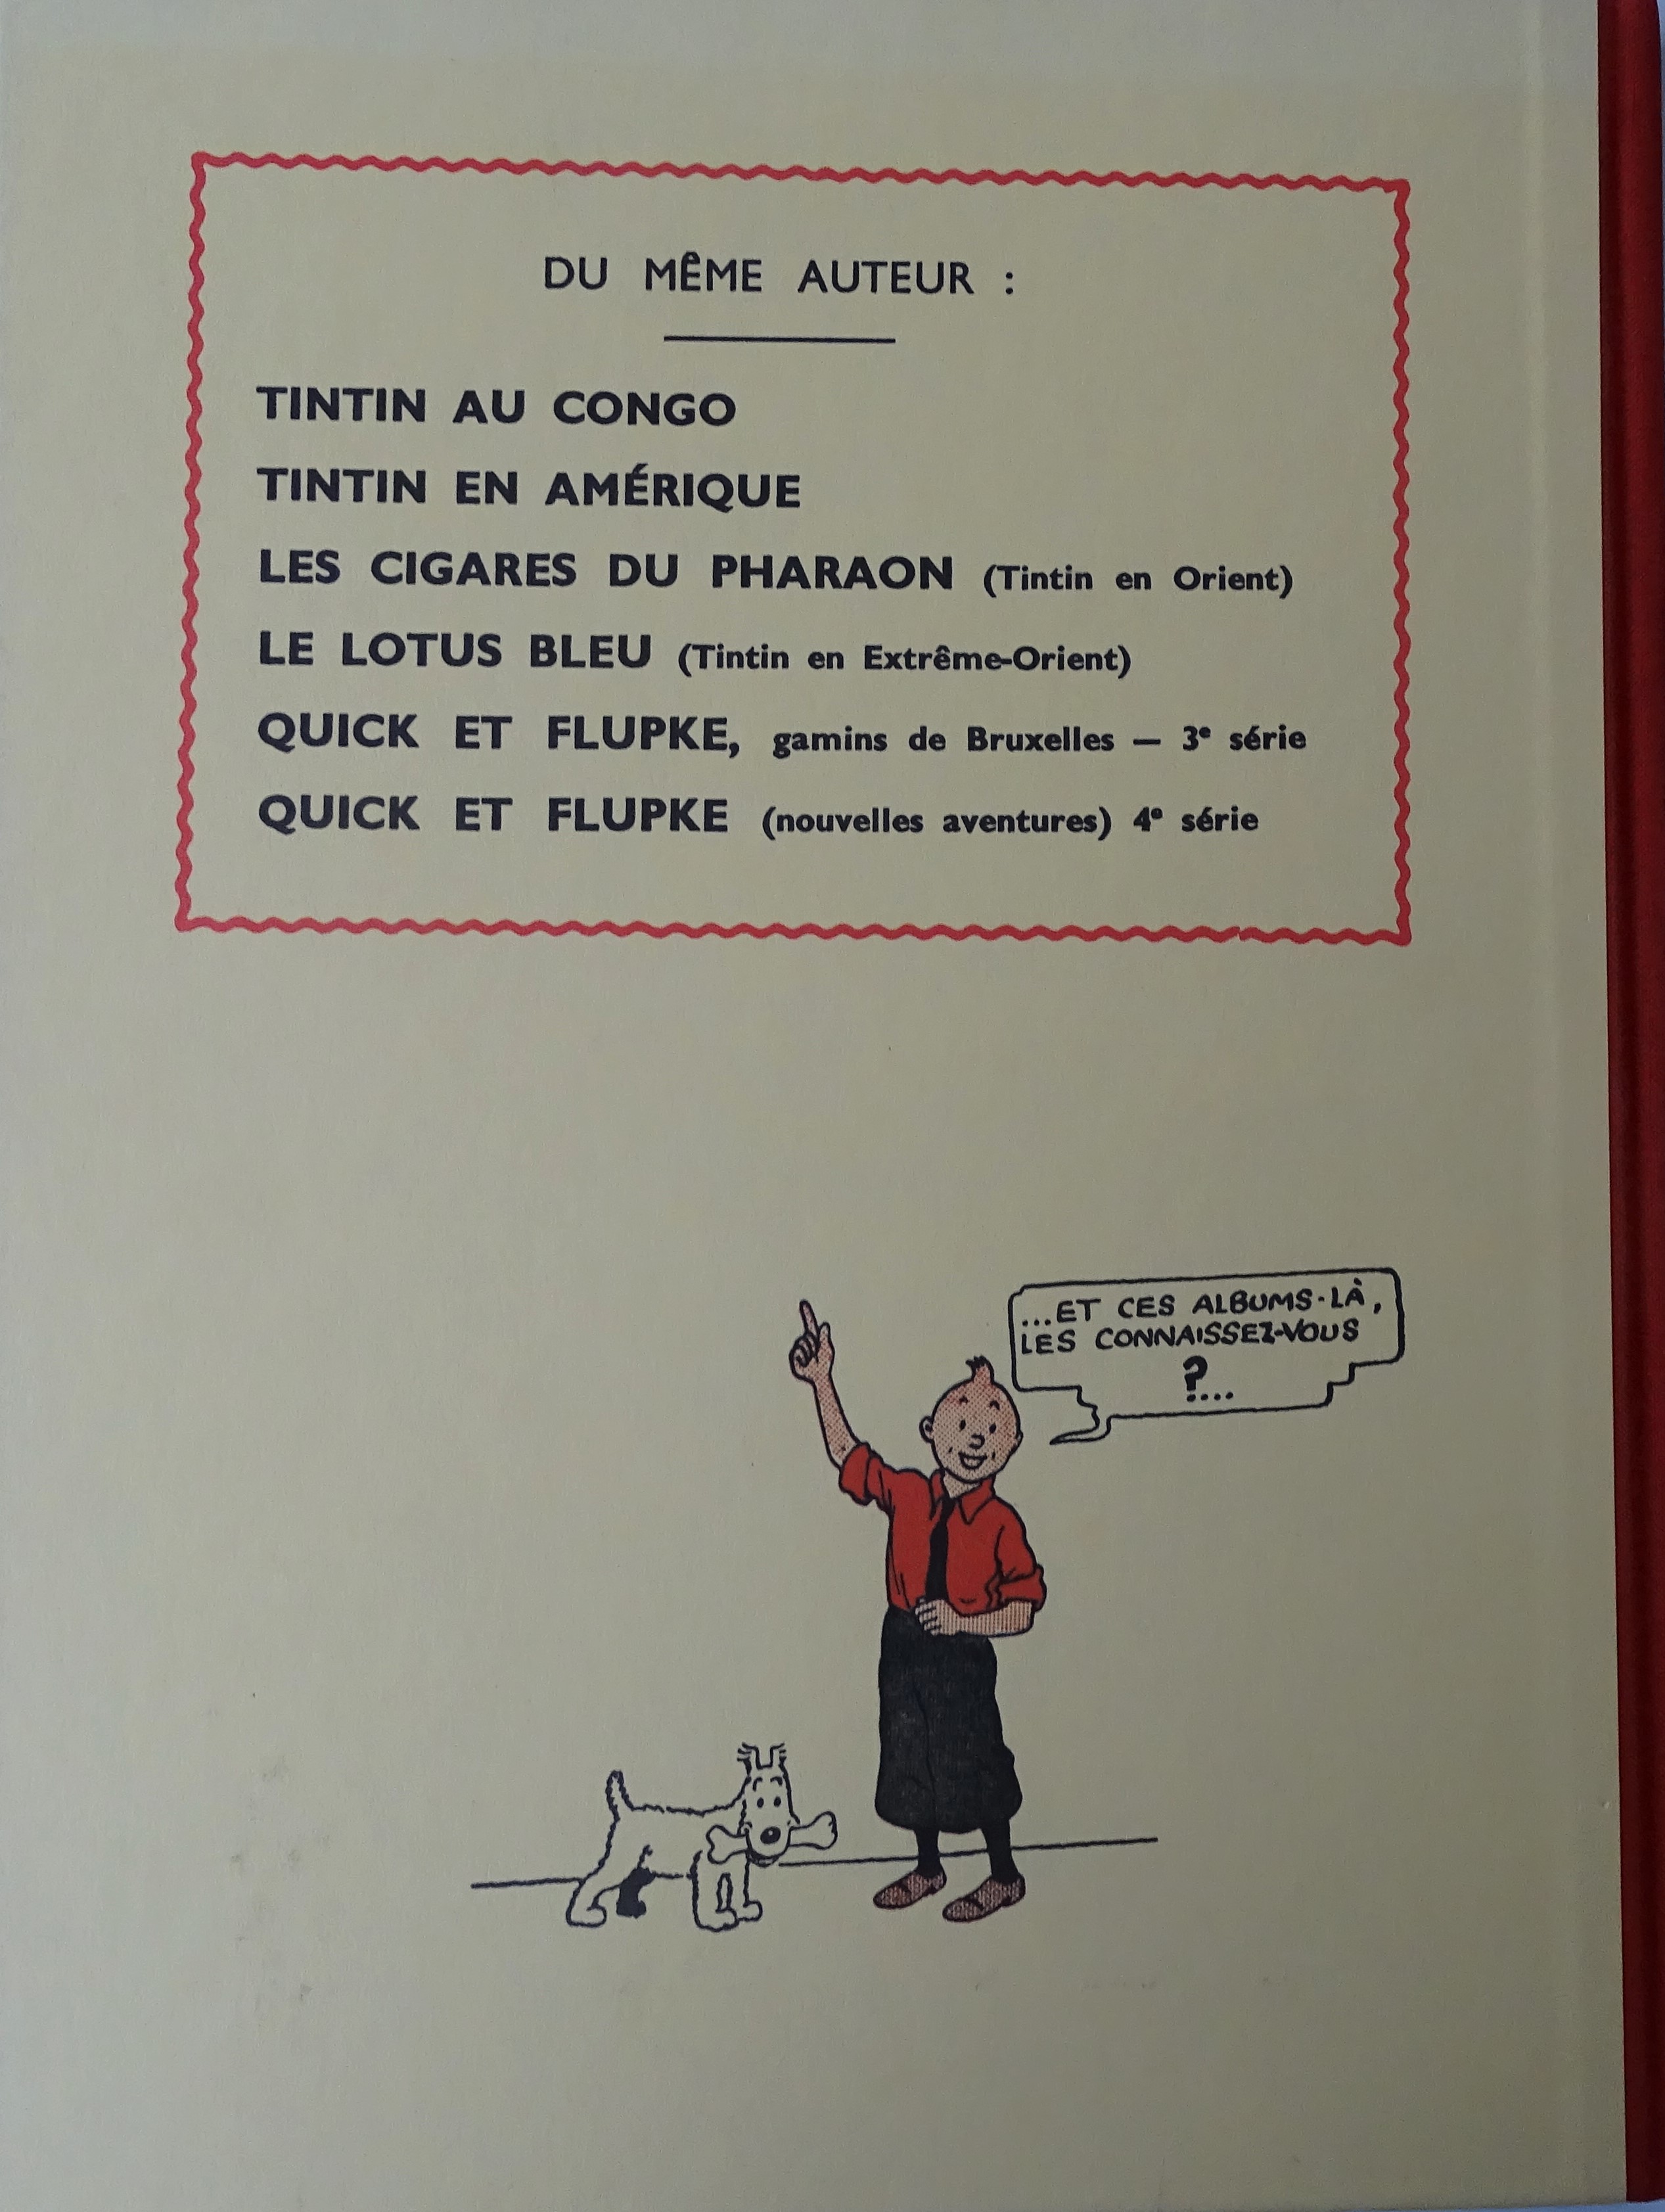 DU MÊME AUTEUR :
TINTIN AU CONGO
TINTIN EN AMÉRIQUE
LES CIGARES DU PHARAON (Tintin en Orient)
LE LOTUS BLEU (Tintin en Extrême-Orient)
QUICK ET FLUPKE, gamins de Bruxelles — 3e série
QUICK ET FLUPKE (nouvelles aventures) 4e série
...ET CES ALBUMS-LÀ,
LES CONNAISSEZ-VOUS
?...